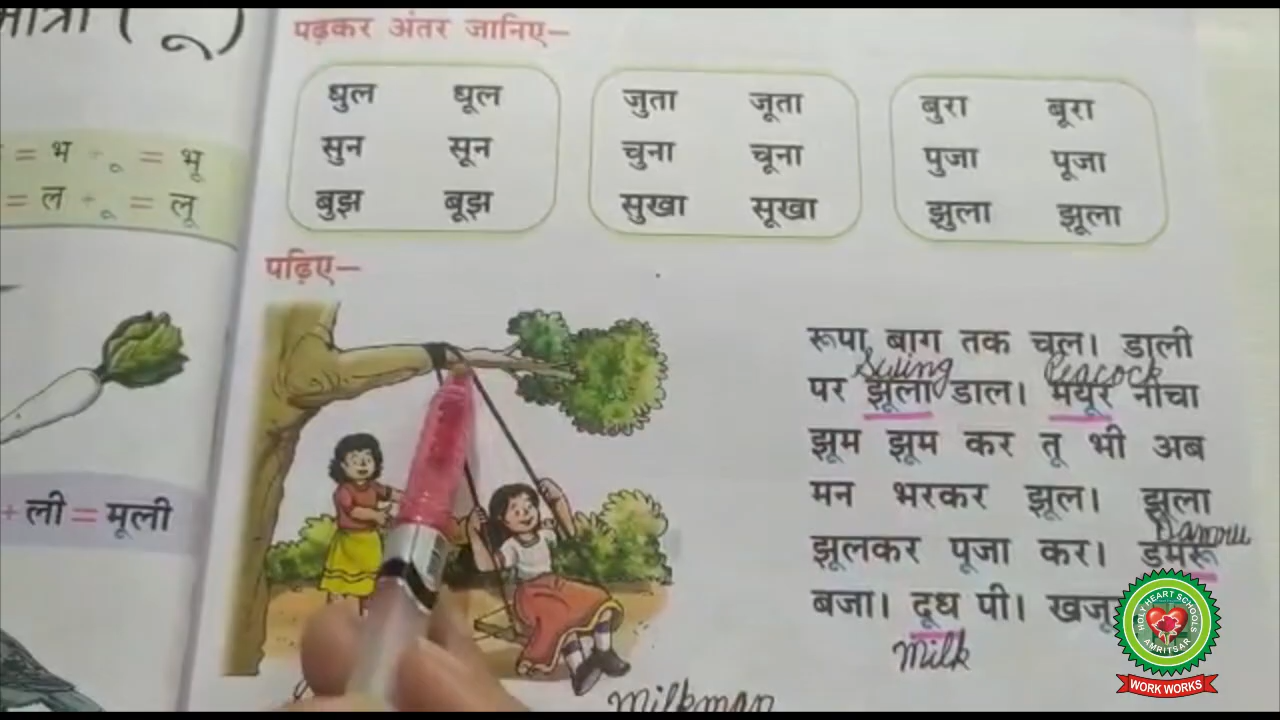 मात्रा ( ू )
पढ़कर अंतर जानिए–
धुल धूल
सुन सून
बुझ बूझ
जुता जूता
चुना चूना
सुखा सूखा
बुरा बूरा
पुजा पूजा
झुला झूला
= भ + ू = भू
= ल + ू = लू
+ ली = मूली
पढ़िए–
रूपा बाग तक चल। डाली
Swing Peacock
पर झूला डाल। मयूर नाचा
झूम झूम कर तू भी अब
मन भरकर झूल। झूला
Damru
झूलकर पूजा कर। डमरू
बजा। दूध पी।
Milk
Milkman
HOLY HEART SCHOOLS
AMRITSAR
WORK WORKS